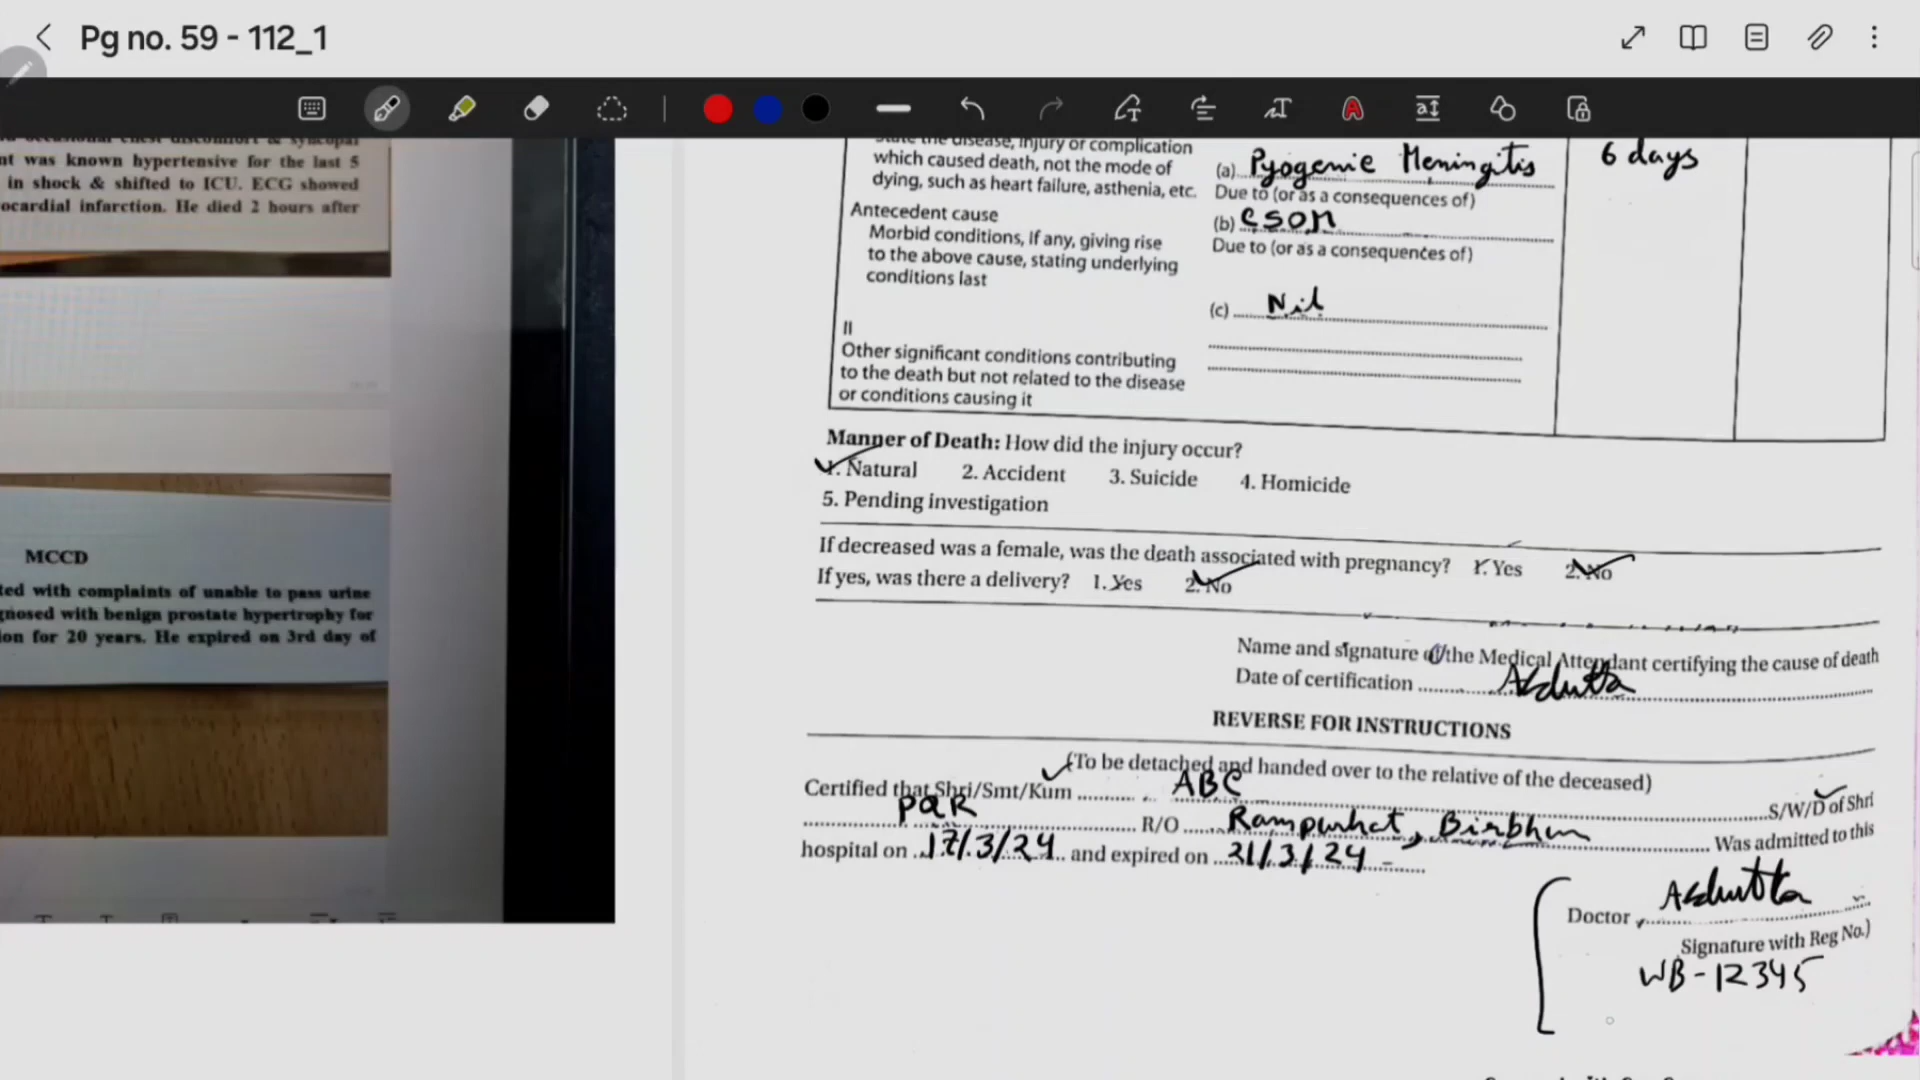 Pg no. 59 - 112_1
nt was known hypertensive for the last 5
in shock & shifted to ICU. ECG showed
ocardial infarction. He died 2 hours after
MCCD
ted with complaints of unable to pass urine
gnosed with benign prostate hypertrophy for
ion for 20 years. He expired on 3rd day of
State the disease, injury or complication
which caused death, not the mode of
dying, such as heart failure, asthenia, etc.
(a) Pyogenic Meningitis
6 days
Due to (or as a consequences of)
Antecedent cause
Morbid conditions, if any, giving rise
to the above cause, stating underlying
conditions last
(b) CSOM
Due to (or as a consequences of)
(c) Nil
II
Other significant conditions contributing
to the death but not related to the disease
or conditions causing it
Manner of Death: How did the injury occur?
1. Natural 2. Accident 3. Suicide 4. Homicide
5. Pending investigation
If decreased was a female, was the death associated with pregnancy? 1. Yes 2. No
If yes, was there a delivery? 1. Yes 2. No
Name and signature of the Medical Attendant certifying the cause of death
Date of certification ........ ASdutta
REVERSE FOR INSTRUCTIONS
(To be detached and handed over to the relative of the deceased)
Certified that Shri/Smt/Kum .......... ABC ..........S/W/D of Shri
PQR R/O ...... Rampurhat, Birbhum ...... Was admitted to this
hospital on 17/3/24 and expired on 21/3/24
Doctor ASdutta
Signature with Reg No.)
WB-12345